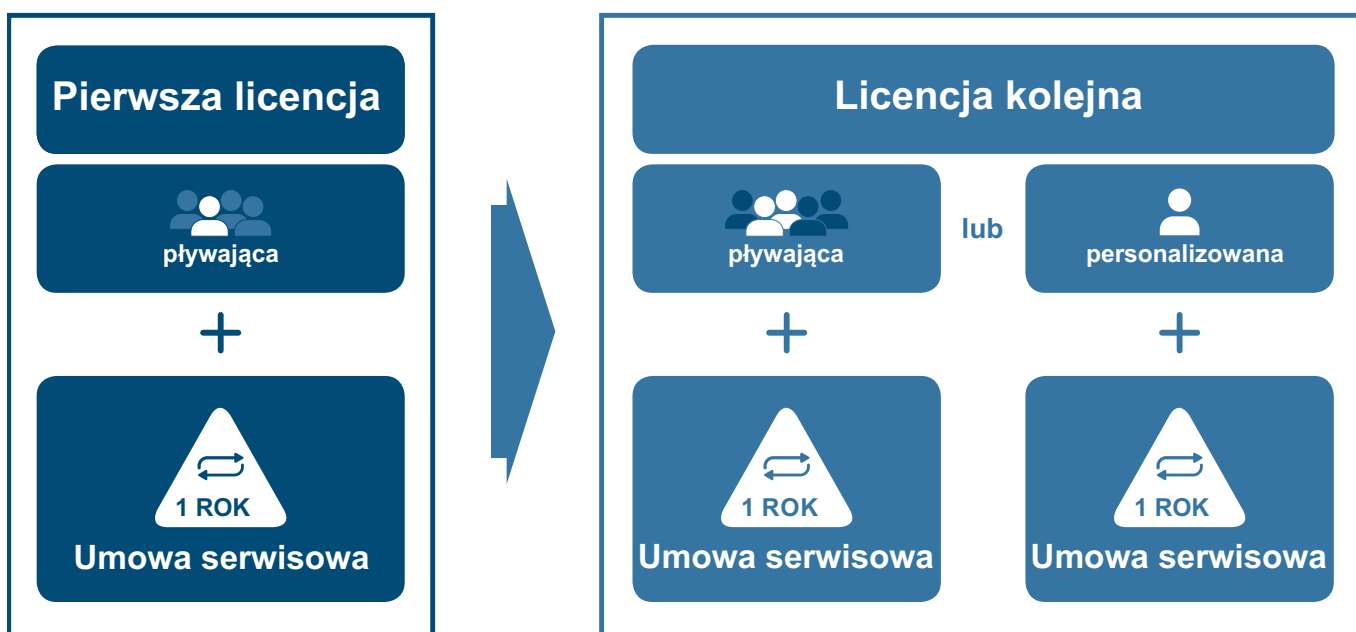 Pierwsza licencja
pływająca
+
1 ROK
Umowa serwisowa
Licencja kolejna
pływająca
lub
personalizowana
+
+
1 ROK
Umowa serwisowa
1 ROK
Umowa serwisowa